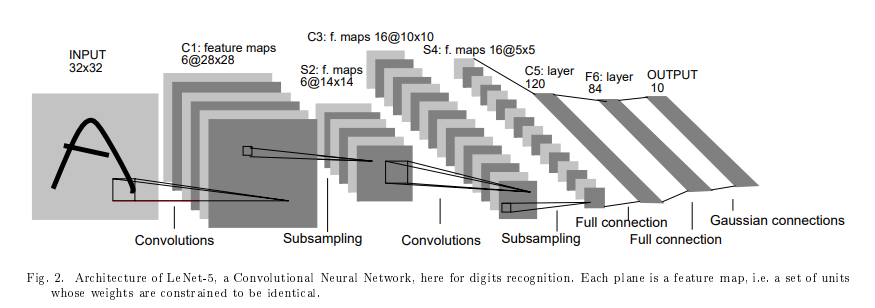 INPUT
32x32
C1: feature maps
6@28x28
S2: f. maps
6@14x14
C3: f. maps 16@10x10
S4: f. maps 16@5x5
C5: layer
120
F6: layer
84
OUTPUT
10
Convolutions
Subsampling
Convolutions
Subsampling
Full connection
Full connection
Gaussian connections
Fig. 2. Architecture of LeNet-5, a Convolutional Neural Network, here for digits recognition. Each plane is a feature map, i.e. a set of units
whose weights are constrained to be identical.